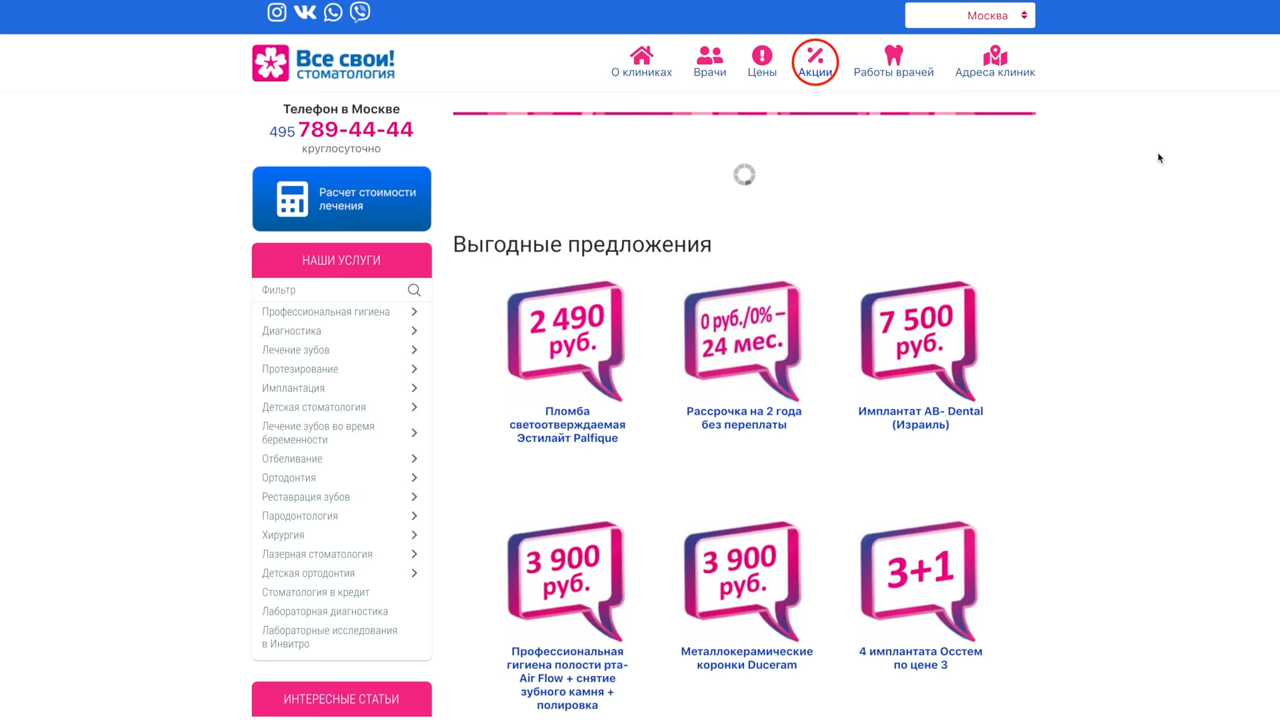 Москва
Все свои!
СТОМАТОЛОГИЯ
О клиниках
Врачи
Цены
Акции
Работы врачей
Адреса клиник
Телефон в Москве
495 789-44-44
круглосуточно
Расчет стоимости
лечения
НАШИ УСЛУГИ
Фильтр
Профессиональная гигиена
Диагностика
Лечение зубов
Протезирование
Имплантация
Детская стоматология
Лечение зубов во время
беременности
Отбеливание
Ортодонтия
Реставрация зубов
Пародонтология
Хирургия
Лазерная стоматология
Детская ортодонтия
Стоматология в кредит
Лабораторная диагностика
Лабораторные исследования
в Инвитро
ИНТЕРЕСНЫЕ СТАТЬИ
Выгодные предложения
2 490
руб.
Пломба
светоотверждаемая
Эстилайт Palfique
0 руб./0% –
24 мес.
Рассрочка на 2 года
без переплаты
7 500
руб.
Имплантат AB- Dental
(Израиль)
3 900
руб.
Профессиональная
гигиена полости рта-
Air Flow + снятие
зубного камня +
полировка
3 900
руб.
Металлокерамические
коронки Duceram
3+1
4 имплантата Осстем
по цене 3